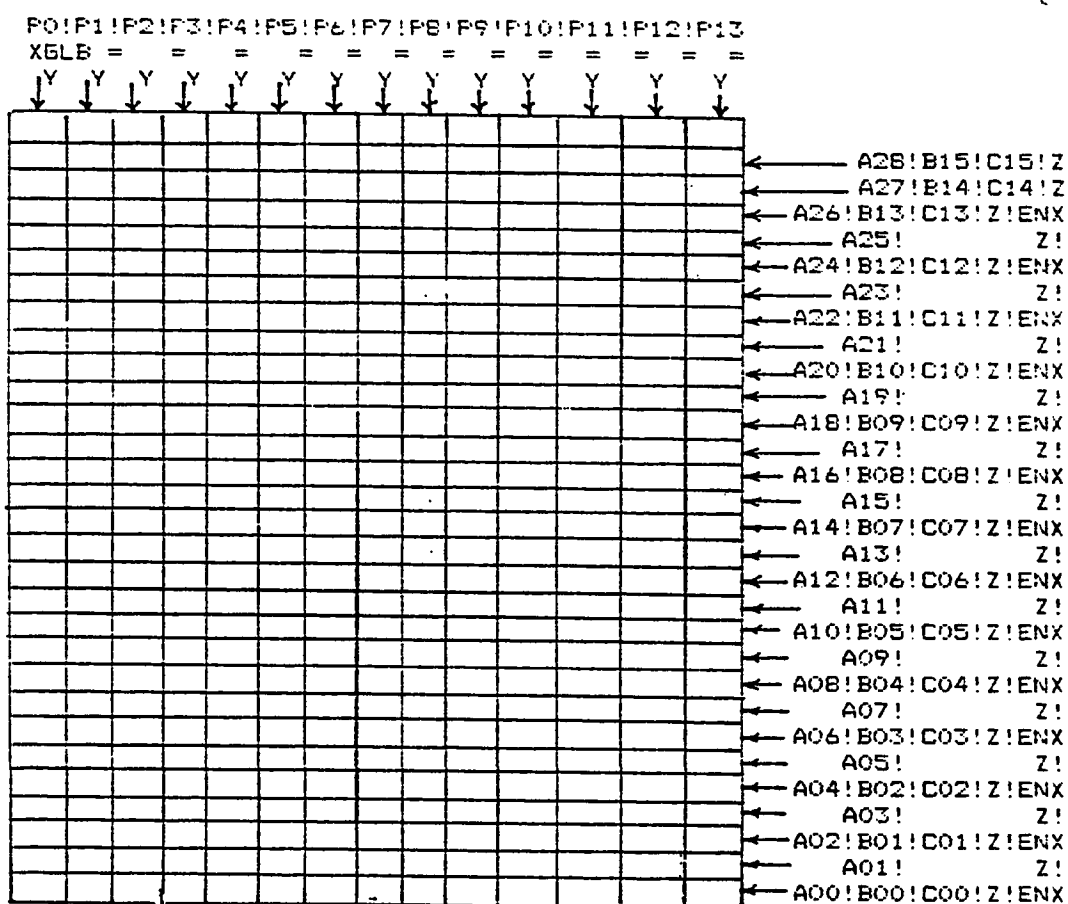 P0!P1!P2!P3!P4!P5!P6!P7!P8!P9!P10!P11!P12!P13
XGLB = = = = = = = = = = = =
Y Y Y Y Y Y Y Y Y Y Y Y Y Y
A28!B15!C15!Z
A27!B14!C14!Z
A26!B13!C13!Z!ENX
A25! Z!
A24!B12!C12!Z!ENX
A23! Z!
A22!B11!C11!Z!ENX
A21! Z!
A20!B10!C10!Z!ENX
A19! Z!
A18!B09!C09!Z!ENX
A17! Z!
A16!B08!C08!Z!ENX
A15! Z!
A14!B07!C07!Z!ENX
A13! Z!
A12!B06!C06!Z!ENX
A11! Z!
A10!B05!C05!Z!ENX
A09! Z!
A08!B04!C04!Z!ENX
A07! Z!
A06!B03!C03!Z!ENX
A05! Z!
A04!B02!C02!Z!ENX
A03! Z!
A02!B01!C01!Z!ENX
A01! Z!
A00!B00!C00!Z!ENX